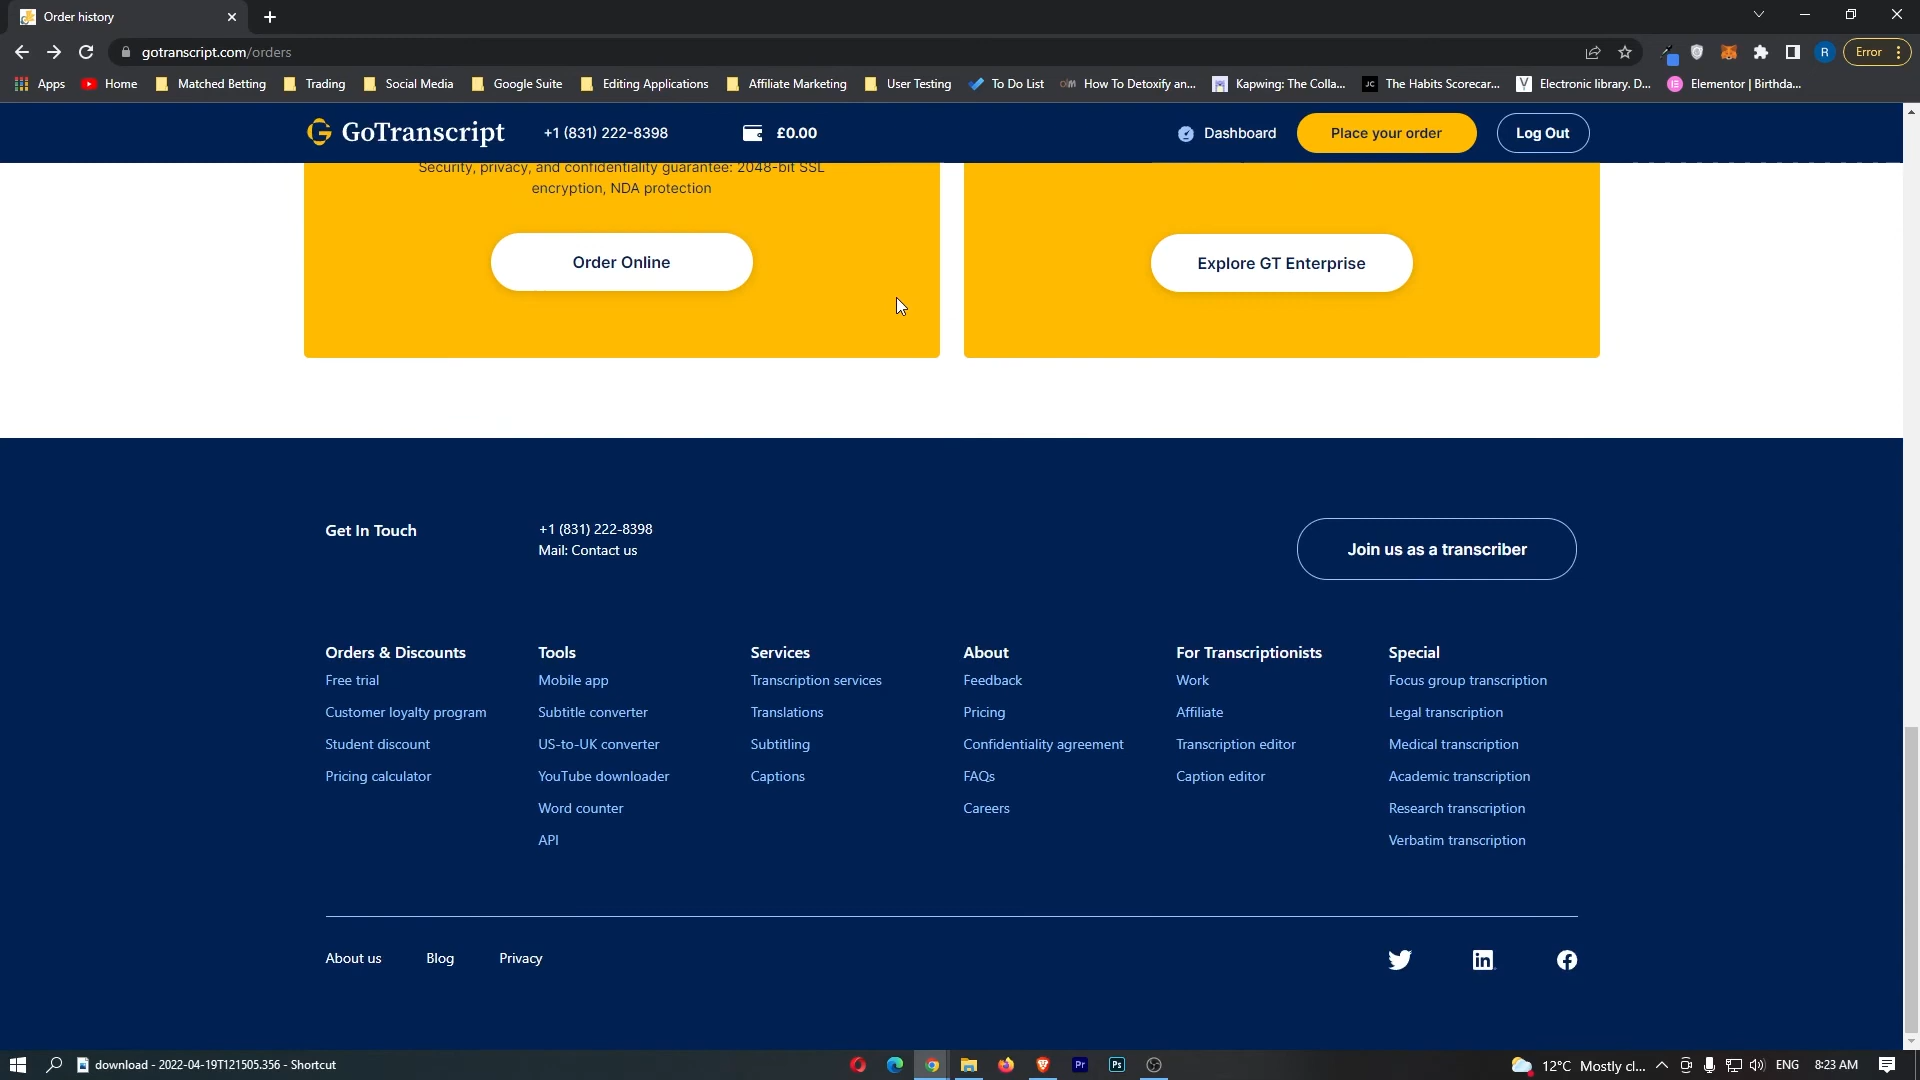 Order history
gotranscript.com/orders
Error
Apps
Home
Matched Betting
Trading
Social Media
Google Suite
Editing Applications
Affiliate Marketing
User Testing
To Do List
How To Detoxify an...
Kapwing: The Colla...
The Habits Scorecar...
Electronic library. D...
Elementor | Birthda...
GoTranscript
+1 (831) 222-8398
£0.00
Dashboard
Place your order
Log Out
Security, privacy, and confidentiality guarantee: 2048-bit SSL
encryption, NDA protection
Order Online
Explore GT Enterprise
Get In Touch
+1 (831) 222-8398
Mail: Contact us
Join us as a transcriber
Orders & Discounts
Free trial
Customer loyalty program
Student discount
Pricing calculator
Tools
Mobile app
Subtitle converter
US-to-UK converter
YouTube downloader
Word counter
API
Services
Transcription services
Translations
Subtitling
Captions
About
Feedback
Pricing
Confidentiality agreement
FAQs
Careers
For Transcriptionists
Work
Affiliate
Transcription editor
Caption editor
Special
Focus group transcription
Legal transcription
Medical transcription
Academic transcription
Research transcription
Verbatim transcription
About us
Blog
Privacy
download - 2022-04-19T121505.356 - Shortcut
12°C Mostly cl...
ENG
8:23 AM